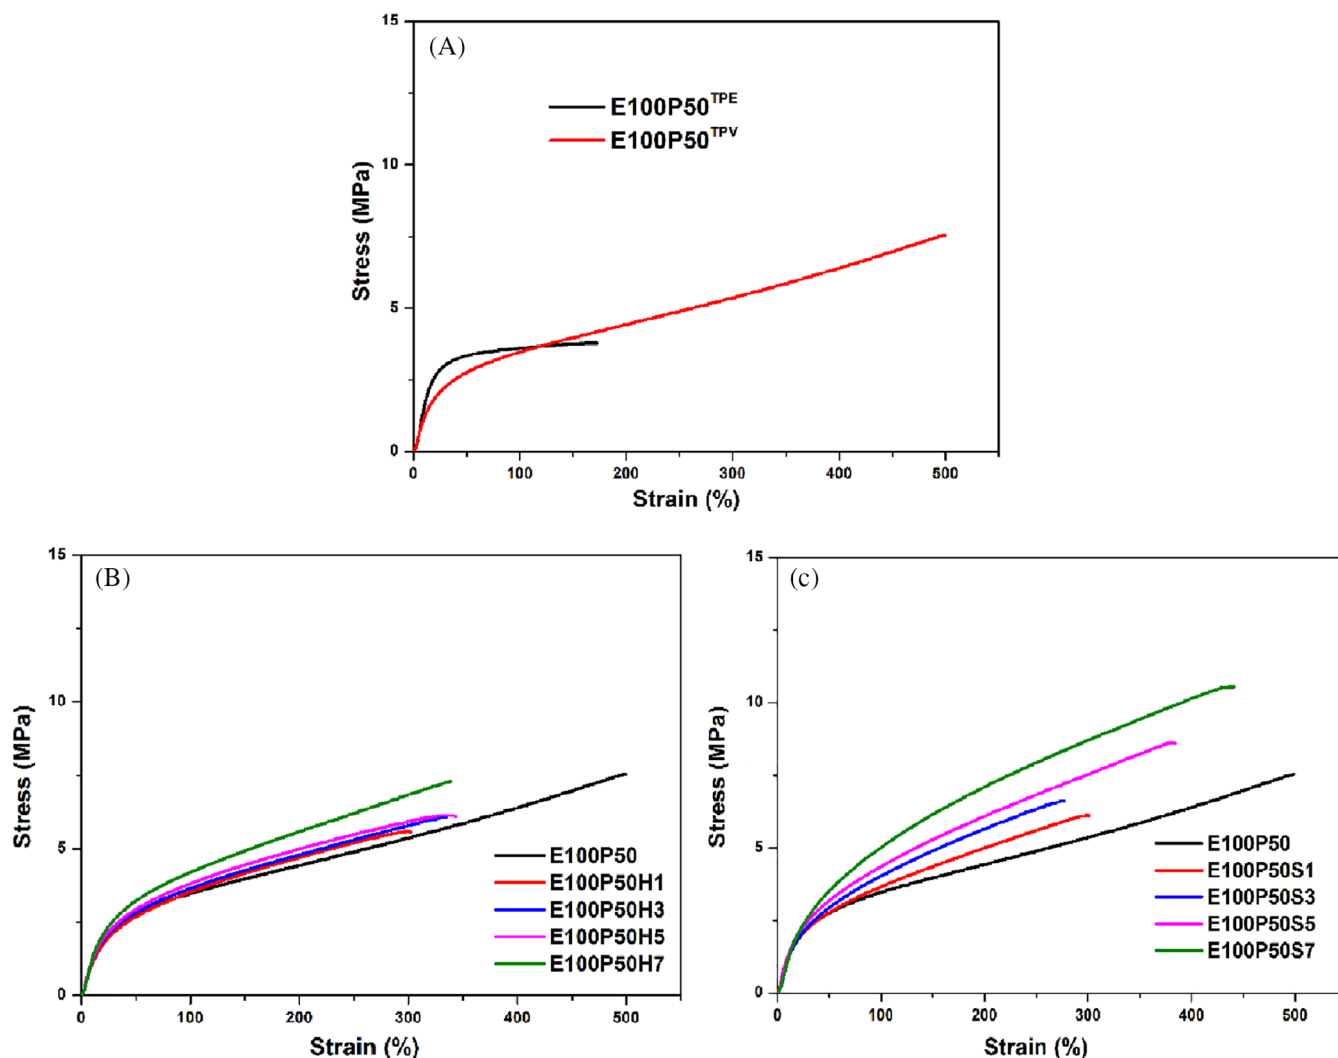 (A)
E100P50TPE
E100P50TPV
15
10
5
0
Stress (MPa)
0 100 200 300 400 500
Strain (%)
(B)
15
10
5
0
Stress (MPa)
E100P50
E100P50H1
E100P50H3
E100P50H5
E100P50H7
0 100 200 300 400 500
Strain (%)
(c)
15
10
5
0
Stress (MPa)
E100P50
E100P50S1
E100P50S3
E100P50S5
E100P50S7
0 100 200 300 400 500
Strain (%)